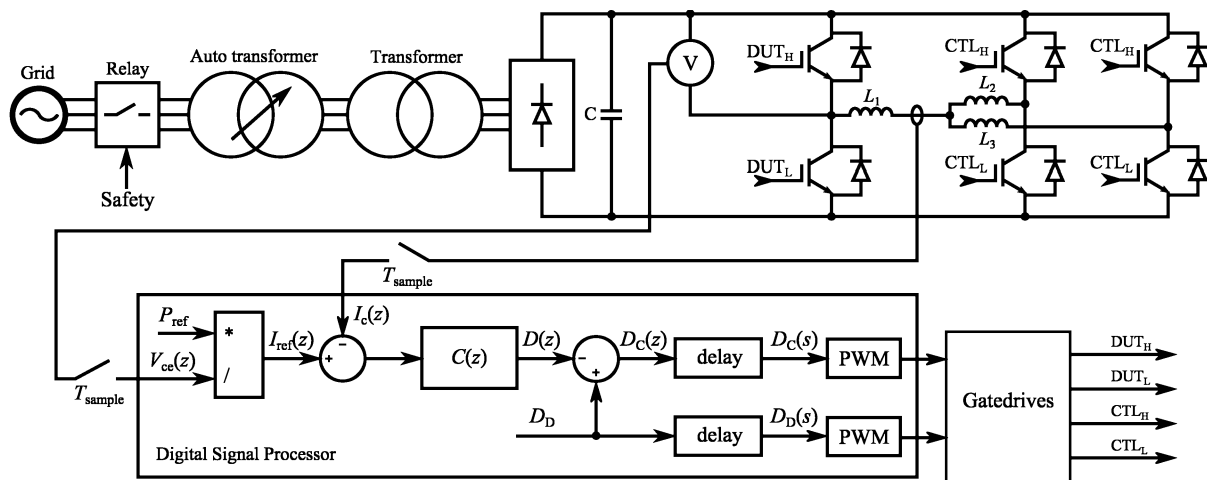 Grid
Relay
Auto transformer
Transformer
Safety
C
V
DUT_H
DUT_L
L_1
L_2
L_3
CTL_H
CTL_L
CTL_H
CTL_L
T_sample
T_sample
P_ref
V_ce(z)
*
/
I_ref(z)
I_c(z)
+
-
C(z)
D(z)
-
+
D_C(z)
delay
D_C(s)
PWM
D_D
delay
D_D(s)
PWM
Digital Signal Processor
Gatedrives
DUT_H
DUT_L
CTL_H
CTL_L